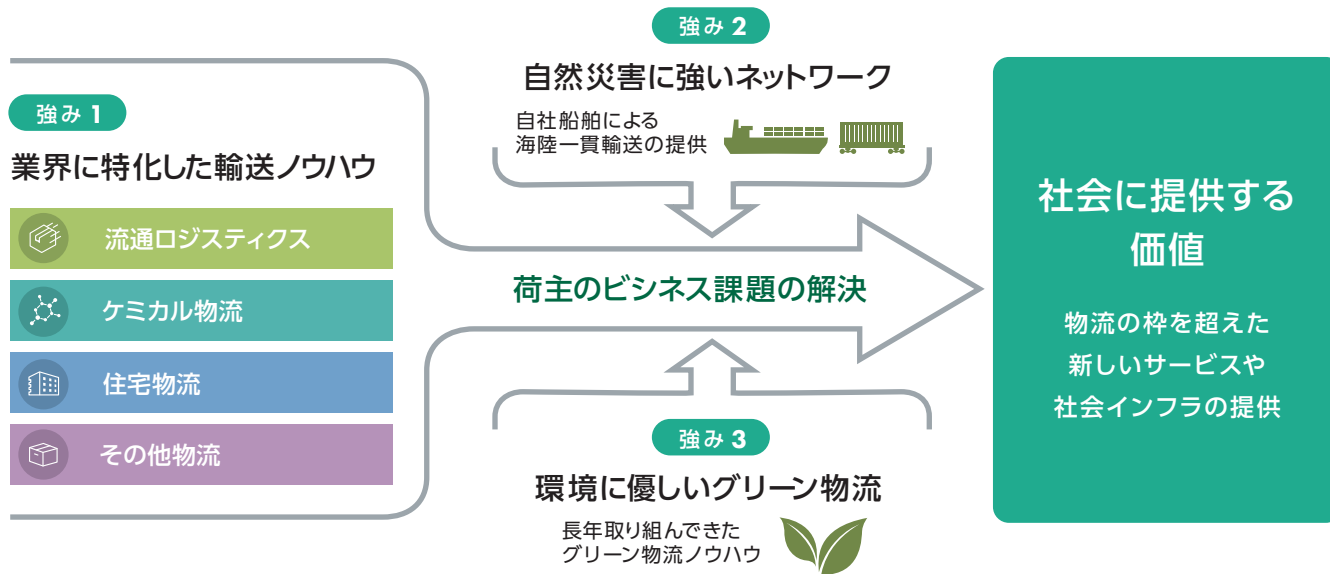 強み 1
業界に特化した輸送ノウハウ
流通ロジスティクス
ケミカル物流
住宅物流
その他物流
強み 2
自然災害に強いネットワーク
自社船舶による
海陸一貫輸送の提供
荷主のビシネス課題の解決
強み 3
環境に優しいグリーン物流
長年取り組んできた
グリーン物流ノウハウ
社会に提供する
価値
物流の枠を超えた
新しいサービスや
社会インフラの提供